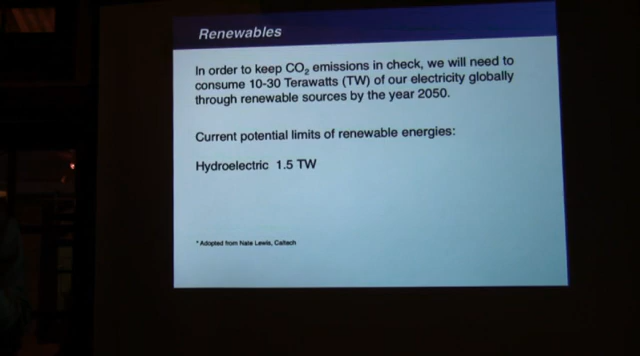 Renewables
In order to keep CO₂ emissions in check, we will need to
consume 10-30 Terawatts (TW) of our electricity globally
through renewable sources by the year 2050.
Current potential limits of renewable energies:
Hydroelectric 1.5 TW
* Adopted from Nate Lewis, Caltech